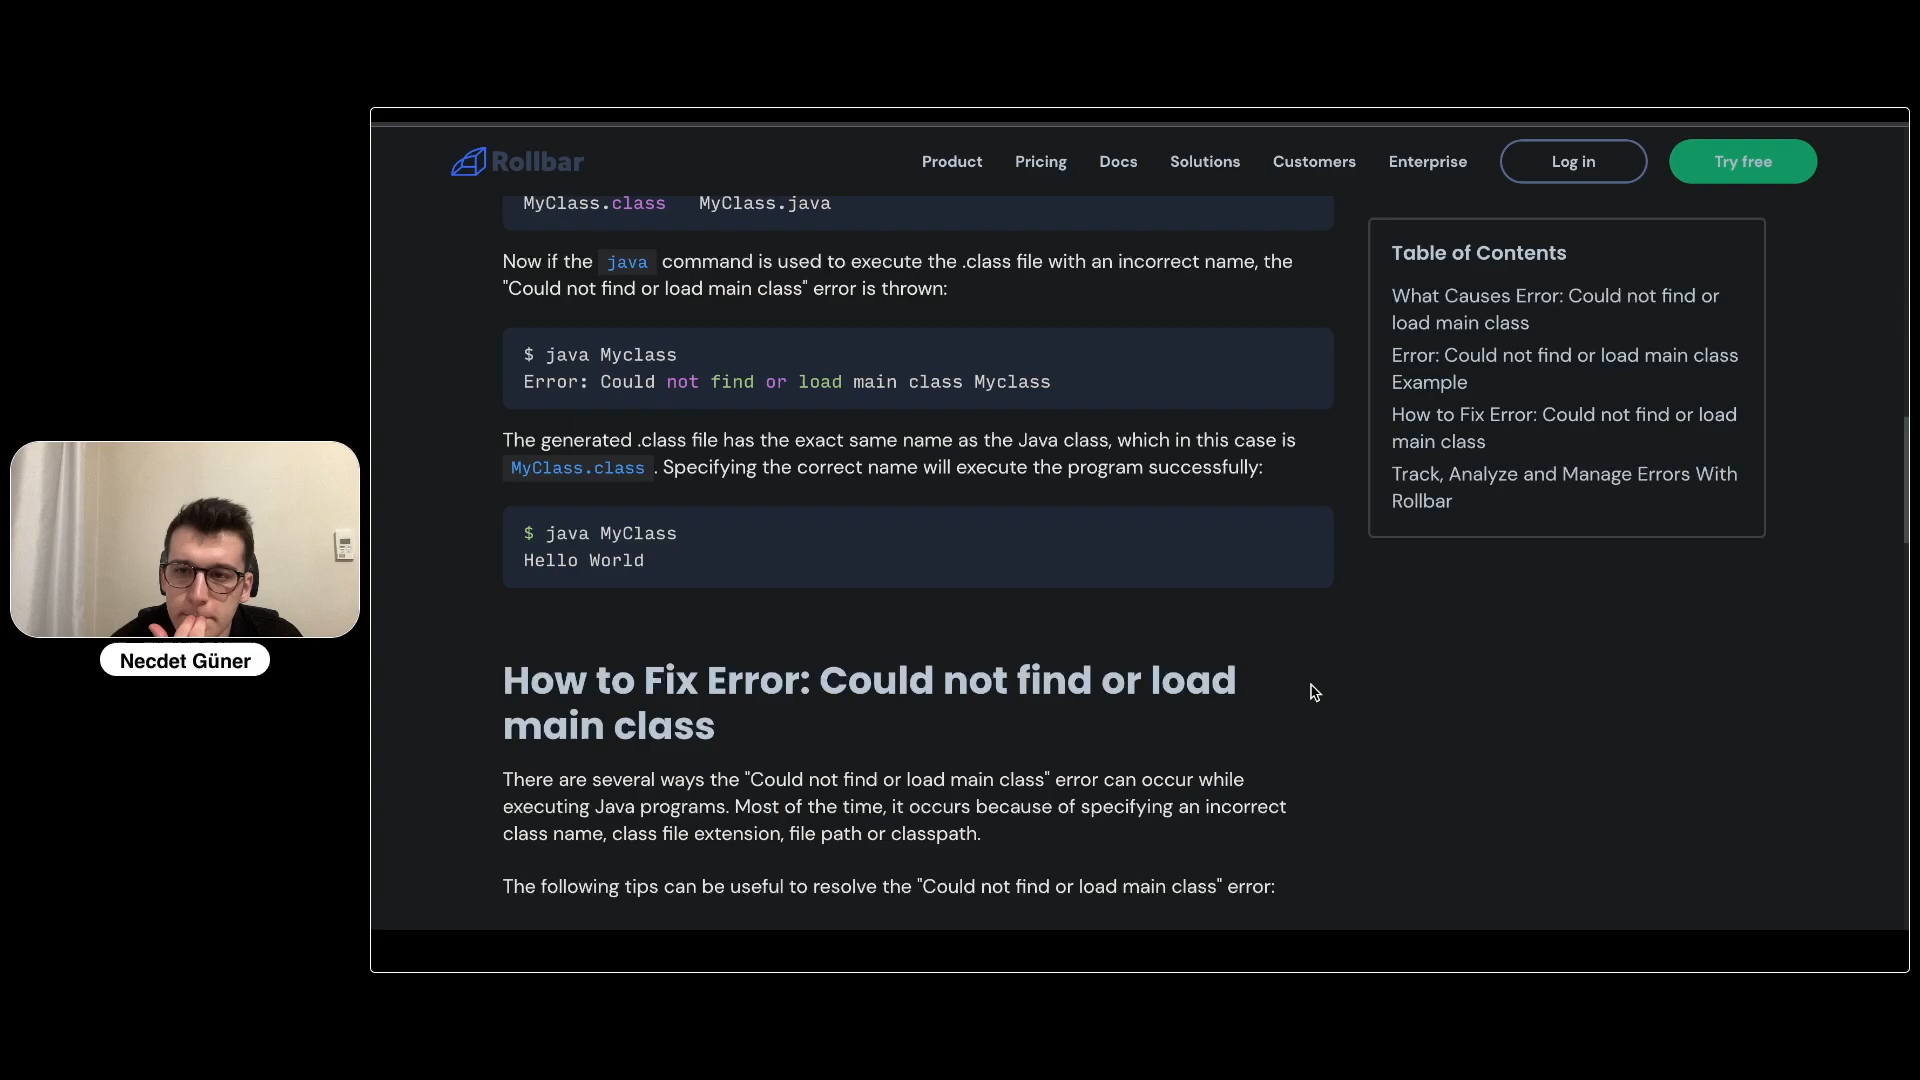 Rollbar
Product
Pricing
Docs
Solutions
Customers
Enterprise
Log in
Try free
MyClass.class   MyClass.java
Now if the java command is used to execute the .class file with an incorrect name, the
"Could not find or load main class" error is thrown:
$ java Myclass
Error: Could not find or load main class Myclass
The generated .class file has the exact same name as the Java class, which in this case is
MyClass.class . Specifying the correct name will execute the program successfully:
$ java MyClass
Hello World
How to Fix Error: Could not find or load
main class
There are several ways the "Could not find or load main class" error can occur while
executing Java programs. Most of the time, it occurs because of specifying an incorrect
class name, class file extension, file path or classpath.
The following tips can be useful to resolve the "Could not find or load main class" error:
Table of Contents
What Causes Error: Could not find or
load main class
Error: Could not find or load main class
Example
How to Fix Error: Could not find or load
main class
Track, Analyze and Manage Errors With
Rollbar
Necdet Güner